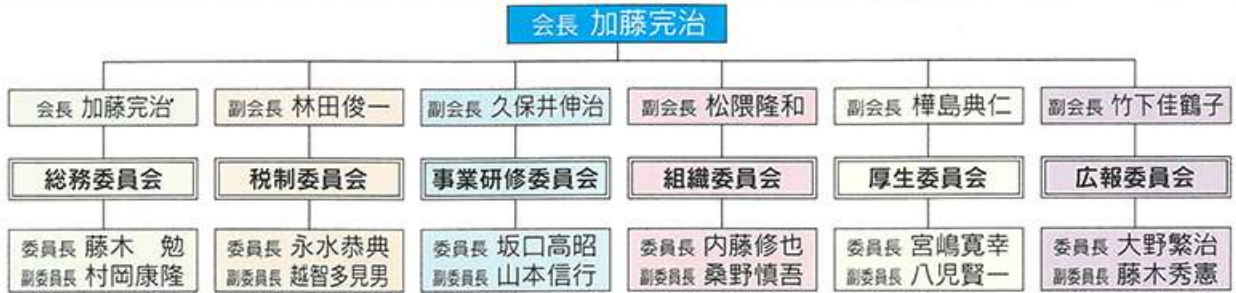 会長 加藤完治
会長 加藤完治
副会長 林田俊一
副会長 久保井伸治
副会長 松隈隆和
副会長 樺島典仁
副会長 竹下佳鶴子
総務委員会
税制委員会
事業研修委員会
組織委員会
厚生委員会
広報委員会
委員長 藤木　勉
副委員長 村岡康隆
委員長 永水恭典
副委員長 越智多見男
委員長 坂口高昭
副委員長 山本信行
委員長 内藤修也
副委員長 桑野慎吾
委員長 宮嶋寛幸
副委員長 八児賢一
委員長 大野繁治
副委員長 藤木秀憲